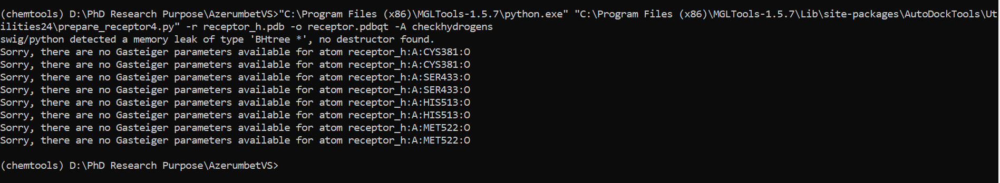 (chemtools) D:\PhD Research Purpose\AzerumbetVS>"C:\Program Files (x86)\MGLTools-1.5.7\python.exe" "C:\Program Files (x86)\MGLTools-1.5.7\Lib\site-packages\AutoDockTools\Ut
ilities24\prepare_receptor4.py" -r receptor_h.pdb -o receptor.pdbqt -A checkhydrogens
swig/python detected a memory leak of type 'BHtree *', no destructor found.
Sorry, there are no Gasteiger parameters available for atom receptor_h:A:CYS381:O
Sorry, there are no Gasteiger parameters available for atom receptor_h:A:CYS381:O
Sorry, there are no Gasteiger parameters available for atom receptor_h:A:SER433:O
Sorry, there are no Gasteiger parameters available for atom receptor_h:A:SER433:O
Sorry, there are no Gasteiger parameters available for atom receptor_h:A:HIS513:O
Sorry, there are no Gasteiger parameters available for atom receptor_h:A:HIS513:O
Sorry, there are no Gasteiger parameters available for atom receptor_h:A:MET522:O
Sorry, there are no Gasteiger parameters available for atom receptor_h:A:MET522:O
(chemtools) D:\PhD Research Purpose\AzerumbetVS>